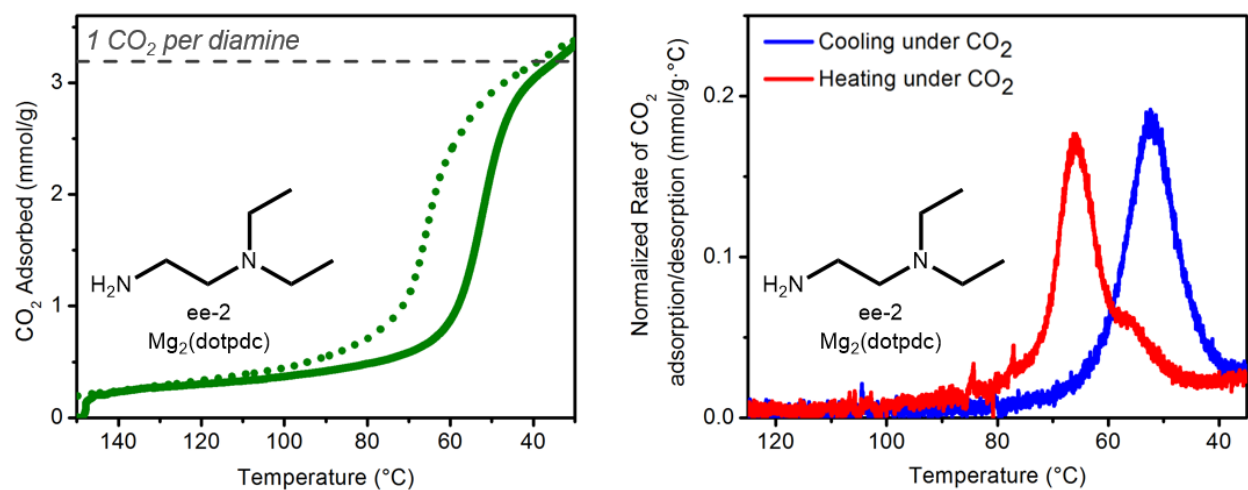 1 CO₂ per diamine
CO₂ Adsorbed (mmol/g)
3
2
1
0
H₂N
N
ee-2
Mg₂(dotpdc)
140
120
100
80
60
40
Temperature (°C)
Normalized Rate of CO₂
adsorption/desorption (mmol/g·°C)
0.2
0.1
0.0
Cooling under CO₂
Heating under CO₂
H₂N
N
ee-2
Mg₂(dotpdc)
120
100
80
60
40
Temperature (°C)